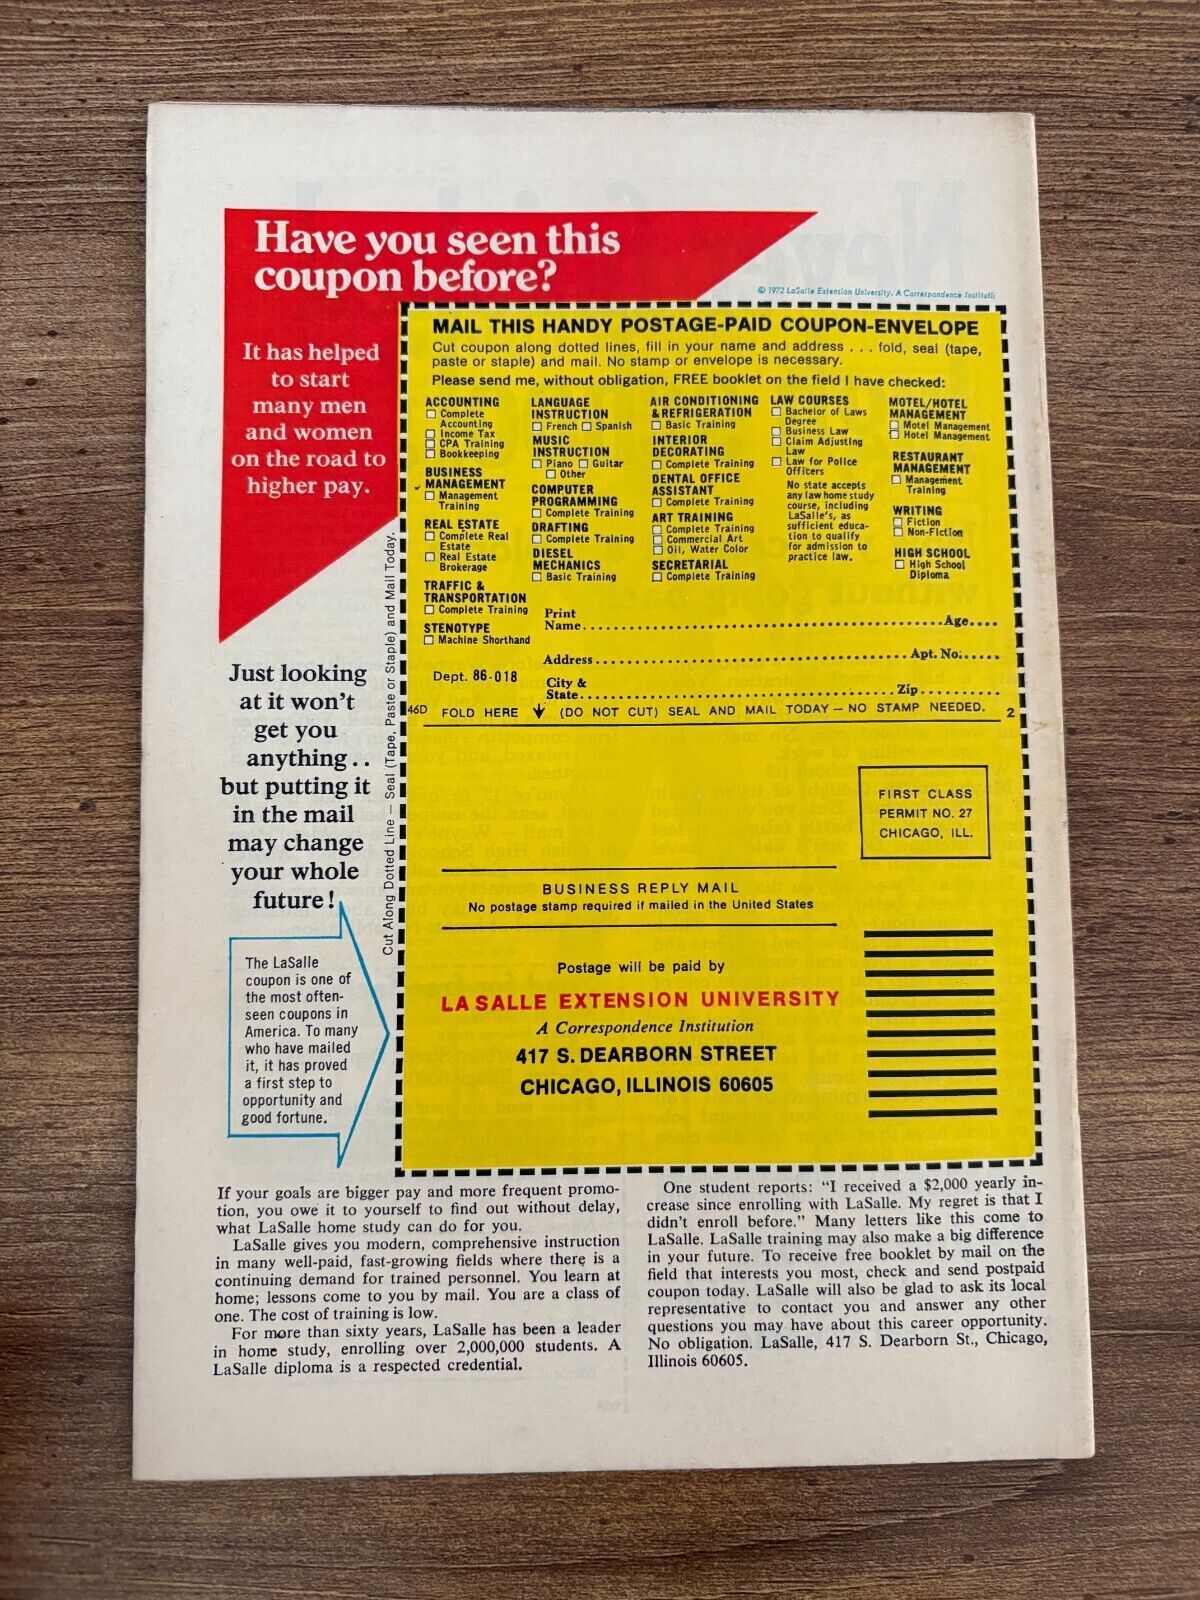 Have you seen this
coupon before?
© 1972 LaSalle Extension University. A Correspondence Institutic
It has helped
to start
many men
and women
on the road to
higher pay.
Just looking
at it won't
get you
anything . .
but putting it
in the mail
may change
your whole
future!
The LaSalle
coupon is one of
the most often-
seen coupons in
America. To many
who have mailed
it, it has proved
a first step to
opportunity and
good fortune.
Cut Along Dotted Line — Seal (Tape, Paste or Staple) and Mail Today.
MAIL THIS HANDY POSTAGE-PAID COUPON-ENVELOPE
Cut coupon along dotted lines, fill in your name and address . . . fold, seal (tape,
paste or staple) and mail. No stamp or envelope is necessary.
Please send me, without obligation, FREE booklet on the field I have checked:
ACCOUNTING
☐ Complete
Accounting
☐ Income Tax
☐ CPA Training
☐ Bookkeeping
BUSINESS
MANAGEMENT
☐ Management
Training
REAL ESTATE
☐ Complete Real
Estate
☐ Real Estate
Brokerage
TRAFFIC &
TRANSPORTATION
☐ Complete Training
STENOTYPE
☐ Machine Shorthand
LANGUAGE
INSTRUCTION
☐ French ☐ Spanish
MUSIC
INSTRUCTION
☐ Piano ☐ Guitar
☐ Other
COMPUTER
PROGRAMMING
☐ Complete Training
DRAFTING
☐ Complete Training
DIESEL
MECHANICS
☐ Basic Training
AIR CONDITIONING
& REFRIGERATION
☐ Basic Training
INTERIOR
DECORATING
☐ Complete Training
DENTAL OFFICE
ASSISTANT
☐ Complete Training
ART TRAINING
☐ Complete Training
☐ Commercial Art
☐ Oil, Water Color
SECRETARIAL
☐ Complete Training
LAW COURSES
☐ Bachelor of Laws
Degree
☐ Business Law
☐ Claim Adjusting
Law
☐ Law for Police
Officers
No state accepts
any law home study
course, including
LaSalle's, as
sufficient educa-
tion to qualify
for admission to
practice law.
MOTEL/HOTEL
MANAGEMENT
☐ Motel Management
☐ Hotel Management
RESTAURANT
MANAGEMENT
☐ Management
Training
WRITING
☐ Fiction
☐ Non-Fiction
HIGH SCHOOL
☐ High School
Diploma
Print
Name.......... Age....
Address.......... Apt. No.....
Dept. 86-018
City &
State.......... Zip..........
46D FOLD HERE ↓ (DO NOT CUT) SEAL AND MAIL TODAY — NO STAMP NEEDED. 2
FIRST CLASS
PERMIT NO. 27
CHICAGO, ILL.
BUSINESS REPLY MAIL
No postage stamp required if mailed in the United States
Postage will be paid by
LA SALLE EXTENSION UNIVERSITY
A Correspondence Institution
417 S. DEARBORN STREET
CHICAGO, ILLINOIS 60605
If your goals are bigger pay and more frequent promo-
tion, you owe it to yourself to find out without delay,
what LaSalle home study can do for you.
LaSalle gives you modern, comprehensive instruction
in many well-paid, fast-growing fields where there is a
continuing demand for trained personnel. You learn at
home; lessons come to you by mail. You are a class of
one. The cost of training is low.
For more than sixty years, LaSalle has been a leader
in home study, enrolling over 2,000,000 students. A
LaSalle diploma is a respected credential.
One student reports: "I received a $2,000 yearly in-
crease since enrolling with LaSalle. My regret is that I
didn't enroll before." Many letters like this come to
LaSalle. LaSalle training may also make a big difference
in your future. To receive free booklet by mail on the
field that interests you most, check and send postpaid
coupon today. LaSalle will also be glad to ask its local
representative to contact you and answer any other
questions you may have about this career opportunity.
No obligation. LaSalle, 417 S. Dearborn St., Chicago,
Illinois 60605.